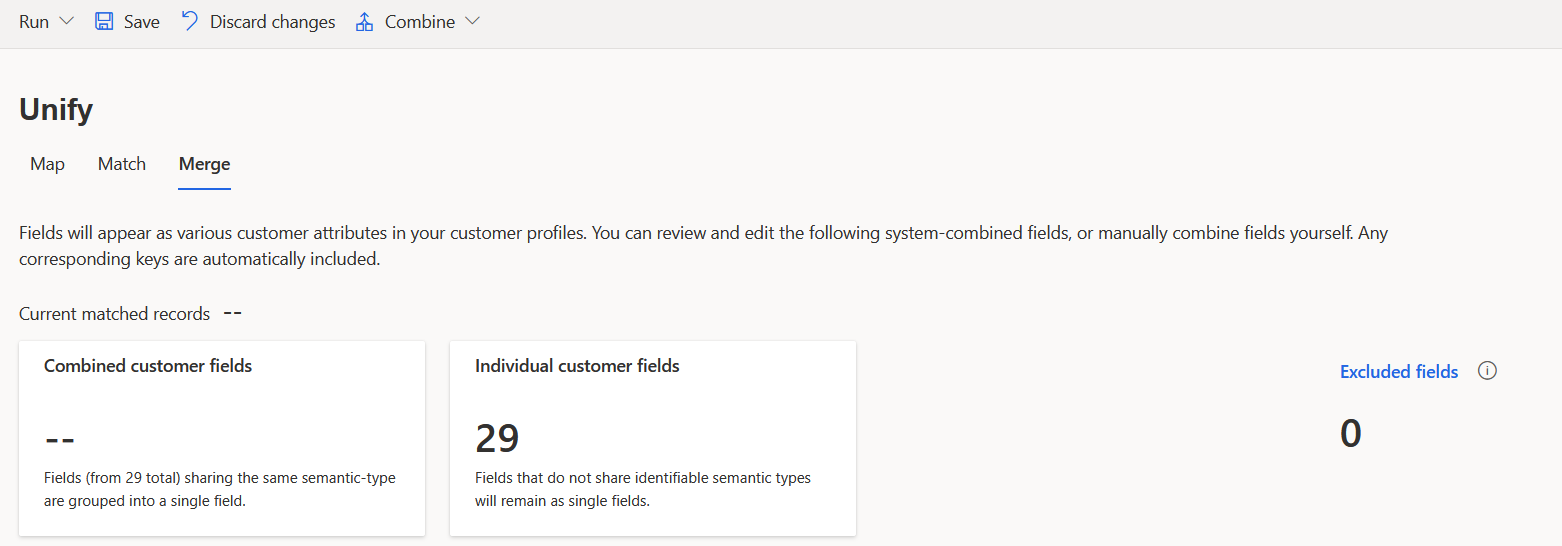 Run Save Discard changes Combine
Unify
Map Match Merge
Fields will appear as various customer attributes in your customer profiles. You can review and edit the following system-combined fields, or manually combine fields yourself. Any
corresponding keys are automatically included.
Current matched records --
Combined customer fields
--
Fields (from 29 total) sharing the same semantic-type
are grouped into a single field.
Individual customer fields
29
Fields that do not share identifiable semantic types
will remain as single fields.
Excluded fields
0